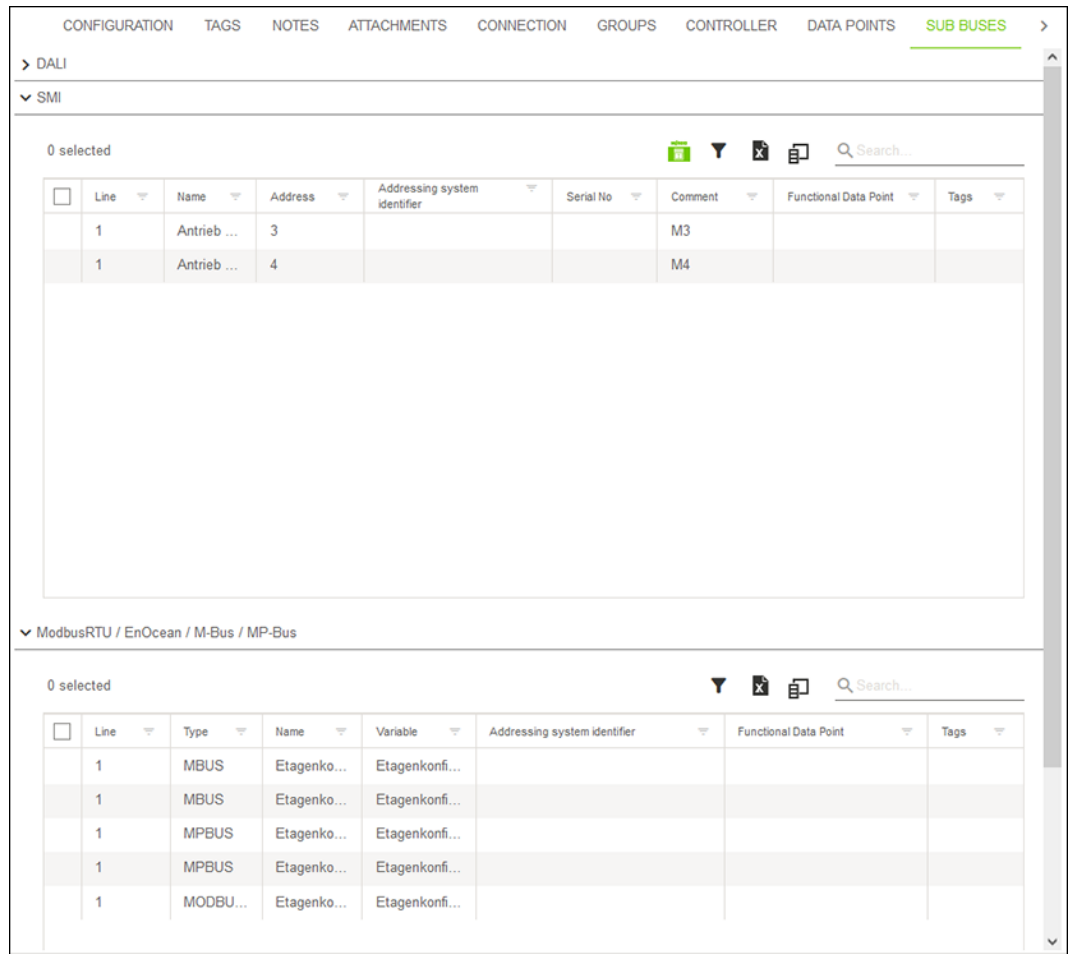 CONFIGURATION TAGS NOTES ATTACHMENTS CONNECTION GROUPS CONTROLLER DATA POINTS SUB BUSES
DALI
SMI
0 selected Search...
Line Name Address Addressing system identifier Serial No Comment Functional Data Point Tags
1 Antrieb ... 3 M3
1 Antrieb ... 4 M4
ModbusRTU / EnOcean / M-Bus / MP-Bus
0 selected Search...
Line Type Name Variable Addressing system identifier Functional Data Point Tags
1 MBUS Etagenko... Etagenkonfi...
1 MBUS Etagenko... Etagenkonfi...
1 MPBUS Etagenko... Etagenkonfi...
1 MPBUS Etagenko... Etagenkonfi...
1 MODBU... Etagenko... Etagenkonfi...